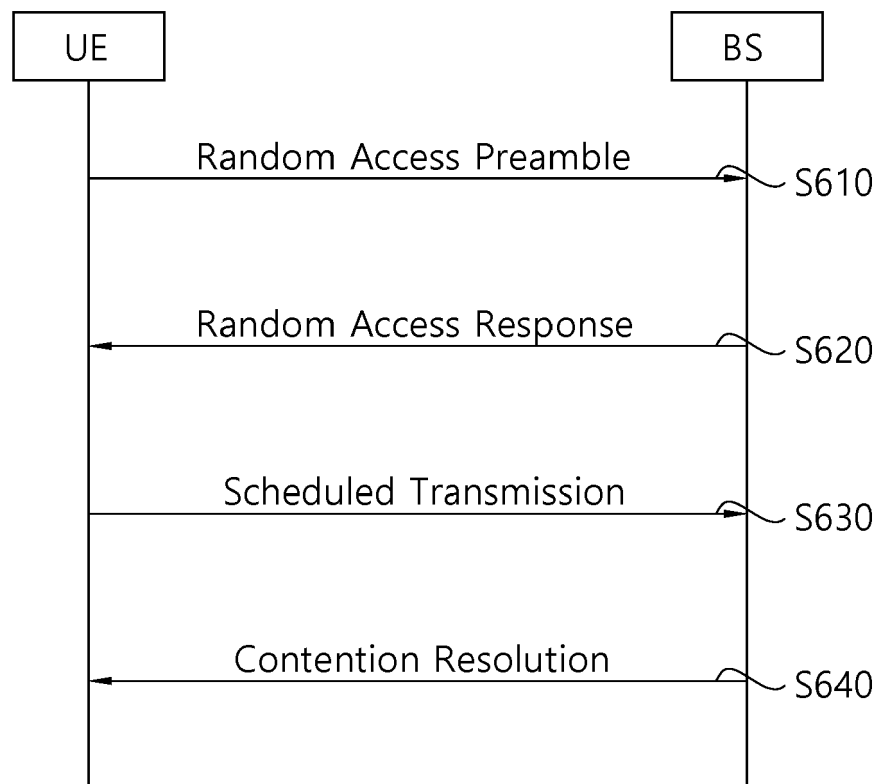 UE
BS
Random Access Preamble
S610
Random Access Response
S620
Scheduled Transmission
S630
Contention Resolution
S640